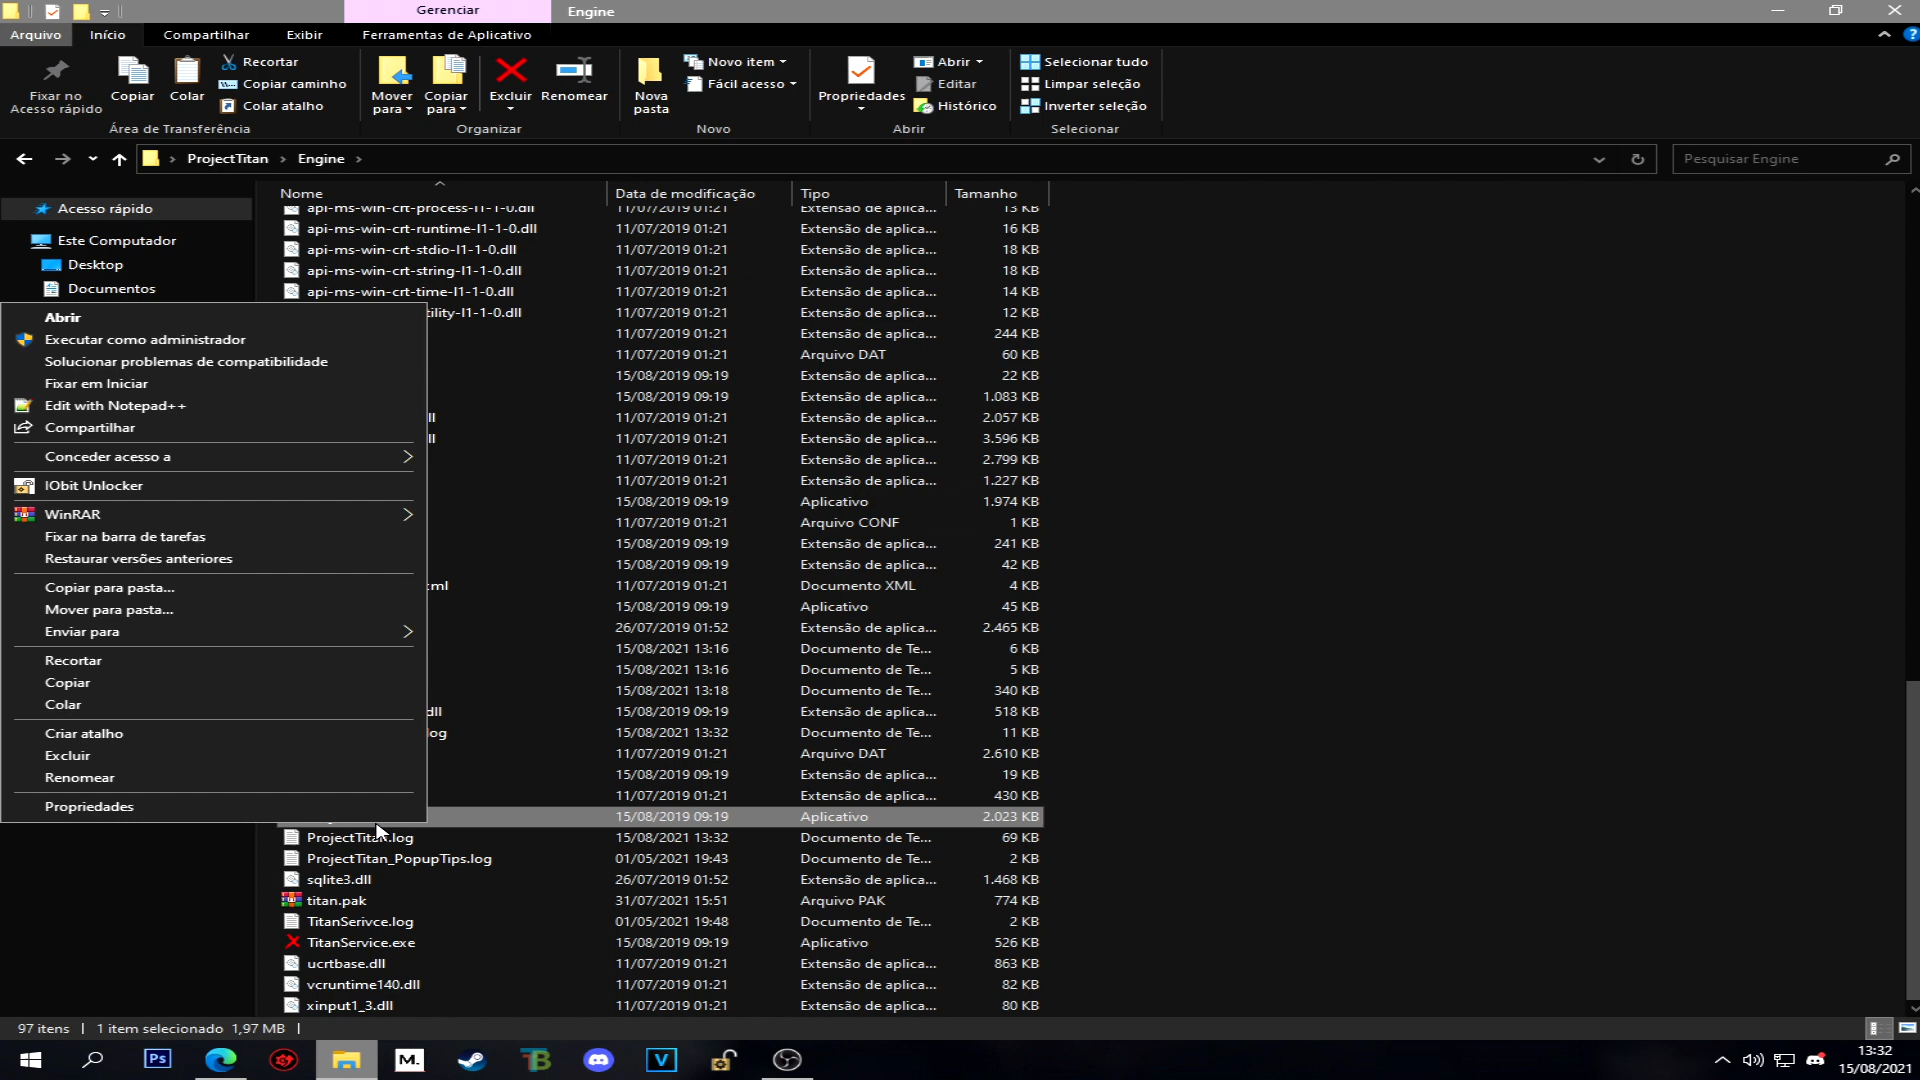 Gerenciar
Engine
Arquivo
Início
Compartilhar
Exibir
Ferramentas de Aplicativo
Fixar no
Acesso rápido
Copiar
Colar
Recortar
Copiar caminho
Colar atalho
Área de Transferência
Mover
para
Copiar
para
Excluir
Renomear
Organizar
Nova
pasta
Novo item
Fácil acesso
Novo
Propriedades
Abrir
Editar
Histórico
Abrir
Selecionar tudo
Limpar seleção
Inverter seleção
Selecionar
ProjectTitan
Engine
Pesquisar Engine
Acesso rápido
Este Computador
Desktop
Documentos
Nome Data de modificação Tipo Tamanho
api-ms-win-crt-process-l1-1-0.dll 11/07/2019 01:21 Extensão de aplica... 13 KB
api-ms-win-crt-runtime-l1-1-0.dll 11/07/2019 01:21 Extensão de aplica... 16 KB
api-ms-win-crt-stdio-l1-1-0.dll 11/07/2019 01:21 Extensão de aplica... 18 KB
api-ms-win-crt-string-l1-1-0.dll 11/07/2019 01:21 Extensão de aplica... 18 KB
api-ms-win-crt-time-l1-1-0.dll 11/07/2019 01:21 Extensão de aplica... 14 KB
tility-l1-1-0.dll 11/07/2019 01:21 Extensão de aplica... 12 KB
11/07/2019 01:21 Extensão de aplica... 244 KB
11/07/2019 01:21 Arquivo DAT 60 KB
15/08/2019 09:19 Extensão de aplica... 22 KB
15/08/2019 09:19 Extensão de aplica... 1.083 KB
ll 11/07/2019 01:21 Extensão de aplica... 2.057 KB
ll 11/07/2019 01:21 Extensão de aplica... 3.596 KB
11/07/2019 01:21 Extensão de aplica... 2.799 KB
11/07/2019 01:21 Extensão de aplica... 1.227 KB
15/08/2019 09:19 Aplicativo 1.974 KB
11/07/2019 01:21 Arquivo CONF 1 KB
15/08/2019 09:19 Extensão de aplica... 241 KB
15/08/2019 09:19 Extensão de aplica... 42 KB
ml 11/07/2019 01:21 Documento XML 4 KB
15/08/2019 09:19 Aplicativo 45 KB
26/07/2019 01:52 Extensão de aplica... 2.465 KB
15/08/2021 13:16 Documento de Te... 6 KB
15/08/2021 13:16 Documento de Te... 5 KB
15/08/2021 13:18 Documento de Te... 340 KB
dll 15/08/2019 09:19 Extensão de aplica... 518 KB
log 15/08/2021 13:32 Documento de Te... 11 KB
11/07/2019 01:21 Arquivo DAT 2.610 KB
15/08/2019 09:19 Extensão de aplica... 19 KB
11/07/2019 01:21 Extensão de aplica... 430 KB
15/08/2019 09:19 Aplicativo 2.023 KB
ProjectTitan.log 15/08/2021 13:32 Documento de Te... 69 KB
ProjectTitan_PopupTips.log 01/05/2021 19:43 Documento de Te... 2 KB
sqlite3.dll 26/07/2019 01:52 Extensão de aplica... 1.468 KB
titan.pak 31/07/2021 15:51 Arquivo PAK 774 KB
TitanSerivce.log 01/05/2021 19:48 Documento de Te... 2 KB
TitanService.exe 15/08/2019 09:19 Aplicativo 526 KB
ucrtbase.dll 11/07/2019 01:21 Extensão de aplica... 863 KB
vcruntime140.dll 11/07/2019 01:21 Extensão de aplica... 82 KB
xinput1_3.dll 11/07/2019 01:21 Extensão de aplica... 80 KB
Abrir
Executar como administrador
Solucionar problemas de compatibilidade
Fixar em Iniciar
Edit with Notepad++
Compartilhar
Conceder acesso a
IObit Unlocker
WinRAR
Fixar na barra de tarefas
Restaurar versões anteriores
Copiar para pasta...
Mover para pasta...
Enviar para
Recortar
Copiar
Colar
Criar atalho
Excluir
Renomear
Propriedades
97 itens 1 item selecionado 1,97 MB
Ps
M.
TB
V
13:32
15/08/2021